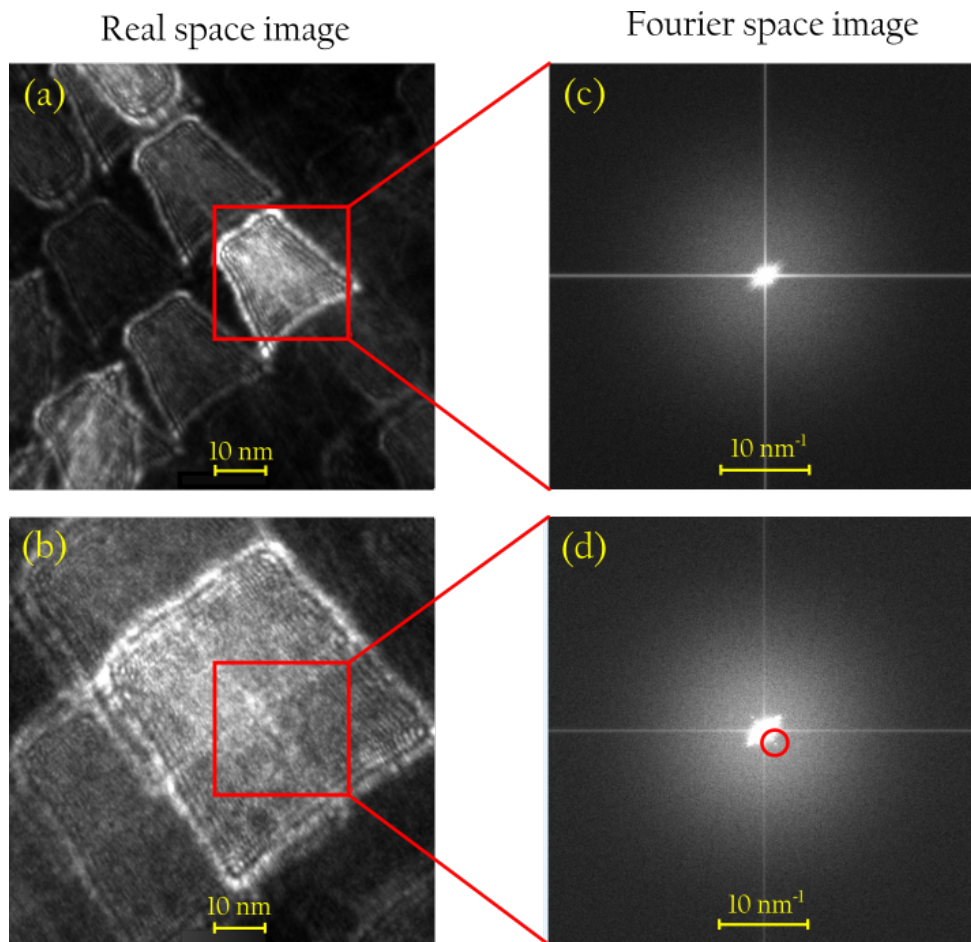 Real space image
Fourier space image
(a)
(c)
10 nm
10 nm⁻¹
(b)
(d)
10 nm
10 nm⁻¹